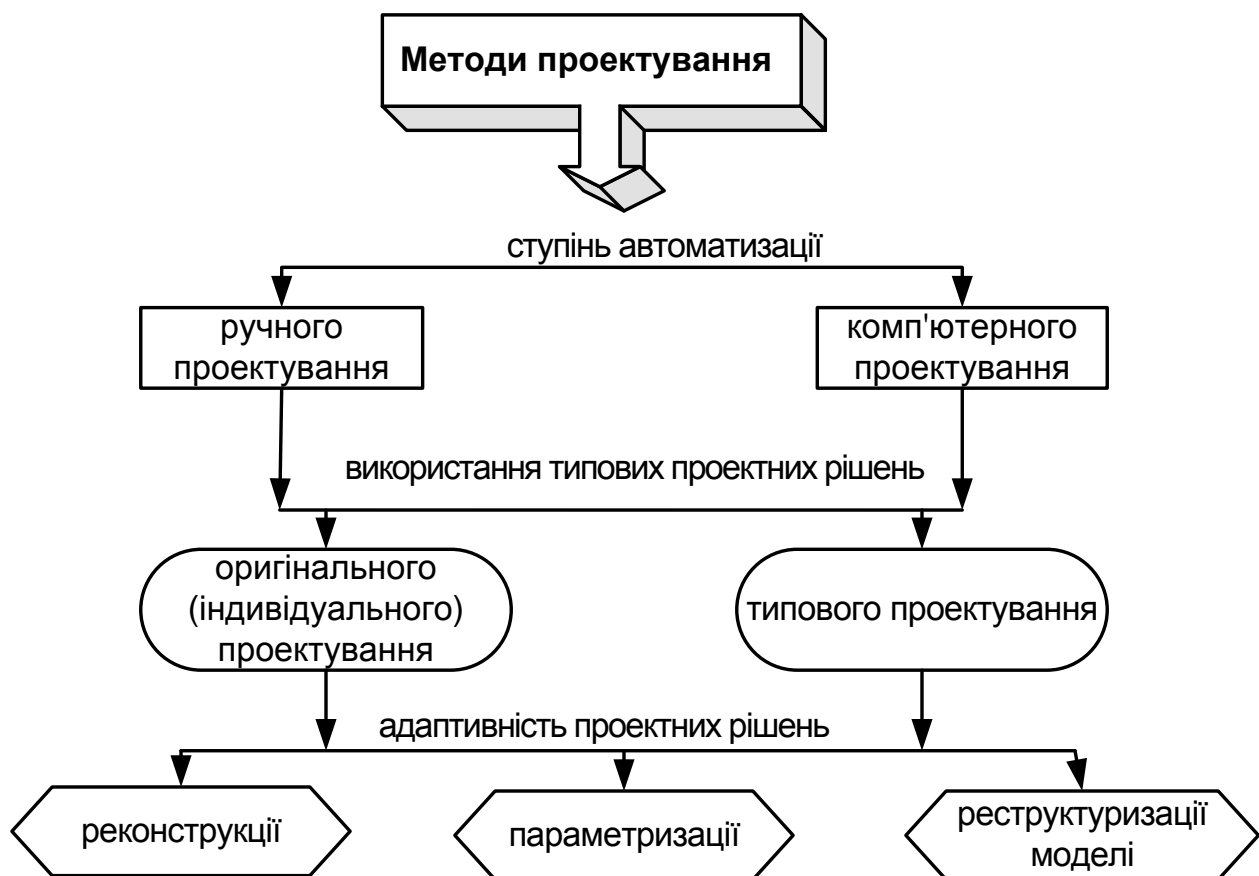 Методи проектування
ступінь автоматизації
ручного
проектування
комп'ютерного
проектування
використання типових проектних рішень
оригінального
(індивідуального)
проектування
типового проектування
адаптивність проектних рішень
реконструкції
параметризації
реструктуризації
моделі